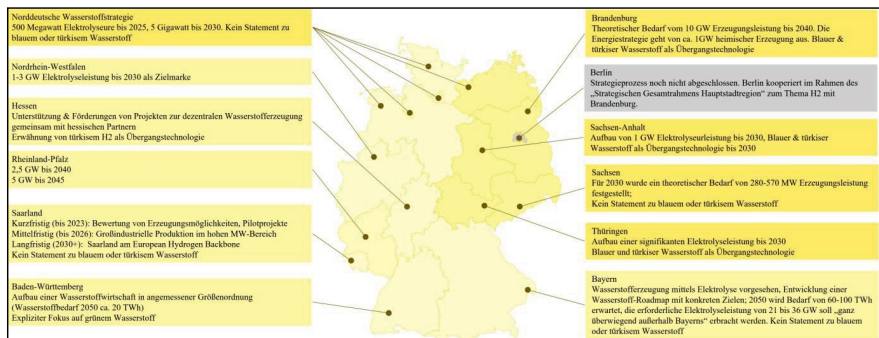 Norddeutsche Wasserstoffstrategie
500 Megawatt Elektrolyseure bis 2025, 5 Gigawatt bis 2030. Kein Statement zu
blauem oder türkisem Wasserstoff
Nordrhein-Westfalen
1-3 GW Elektrolyseleistung bis 2030 als Zielmarke
Hessen
Unterstützung & Förderungen von Projekten zur dezentralen Wasserstofferzeugung
gemeinsam mit hessischen Partnern
Erwähnung von türkisem H2 als Übergangstechnologie
Rheinland-Pfalz
2,5 GW bis 2040
5 GW bis 2045
Saarland
Kurzfristig (bis 2023): Bewertung von Erzeugungsmöglichkeiten, Pilotprojekte
Mittelfristig (bis 2026): Großindustrielle Produktion im hohen MW-Bereich
Langfristig (2030+): Saarland am European Hydrogen Backbone
Kein Statement zu blauem oder türkisem Wasserstoff
Baden-Württemberg
Aufbau einer Wasserstoffwirtschaft in angemessener Größenordnung
(Wasserstoffbedarf 2050 ca. 20 TWh)
Expliziter Fokus auf grünem Wasserstoff
Brandenburg
Theoretischer Bedarf vom 10 GW Erzeugungsleistung bis 2040. Die
Energiestrategie geht von ca. 1GW heimischer Erzeugung aus. Blauer &
türkiser Wasserstoff als Übergangstechnologie
Berlin
Strategieprozess noch nicht abgeschlossen. Berlin kooperiert im Rahmen des
„Strategischen Gesamtrahmens Hauptstadtregion" zum Thema H2 mit
Brandenburg.
Sachsen-Anhalt
Aufbau von 1 GW Elektrolyseurleistung bis 2030, Blauer & türkiser
Wasserstoff als Übergangstechnologie bis 2030
Sachsen
Für 2030 wurde ein theoretischer Bedarf von 280-570 MW Erzeugungsleistung
festgestellt;
Kein Statement zu blauem oder türkisem Wasserstoff
Thüringen
Aufbau einer signifikanten Elektrolyseleistung bis 2030
Blauer und türkiser Wasserstoff als Übergangstechnologie
Bayern
Wasserstofferzeugung mittels Elektrolyse vorgesehen, Entwicklung einer
Wasserstoff-Roadmap mit konkreten Zielen; 2050 wird Bedarf von 60-100 TWh
erwartet, die erforderliche Elektrolyseleistung von 21 bis 36 GW soll „ganz
überwiegend außerhalb Bayerns" erbracht werden. Kein Statement zu blauem
oder türkisem Wasserstoff